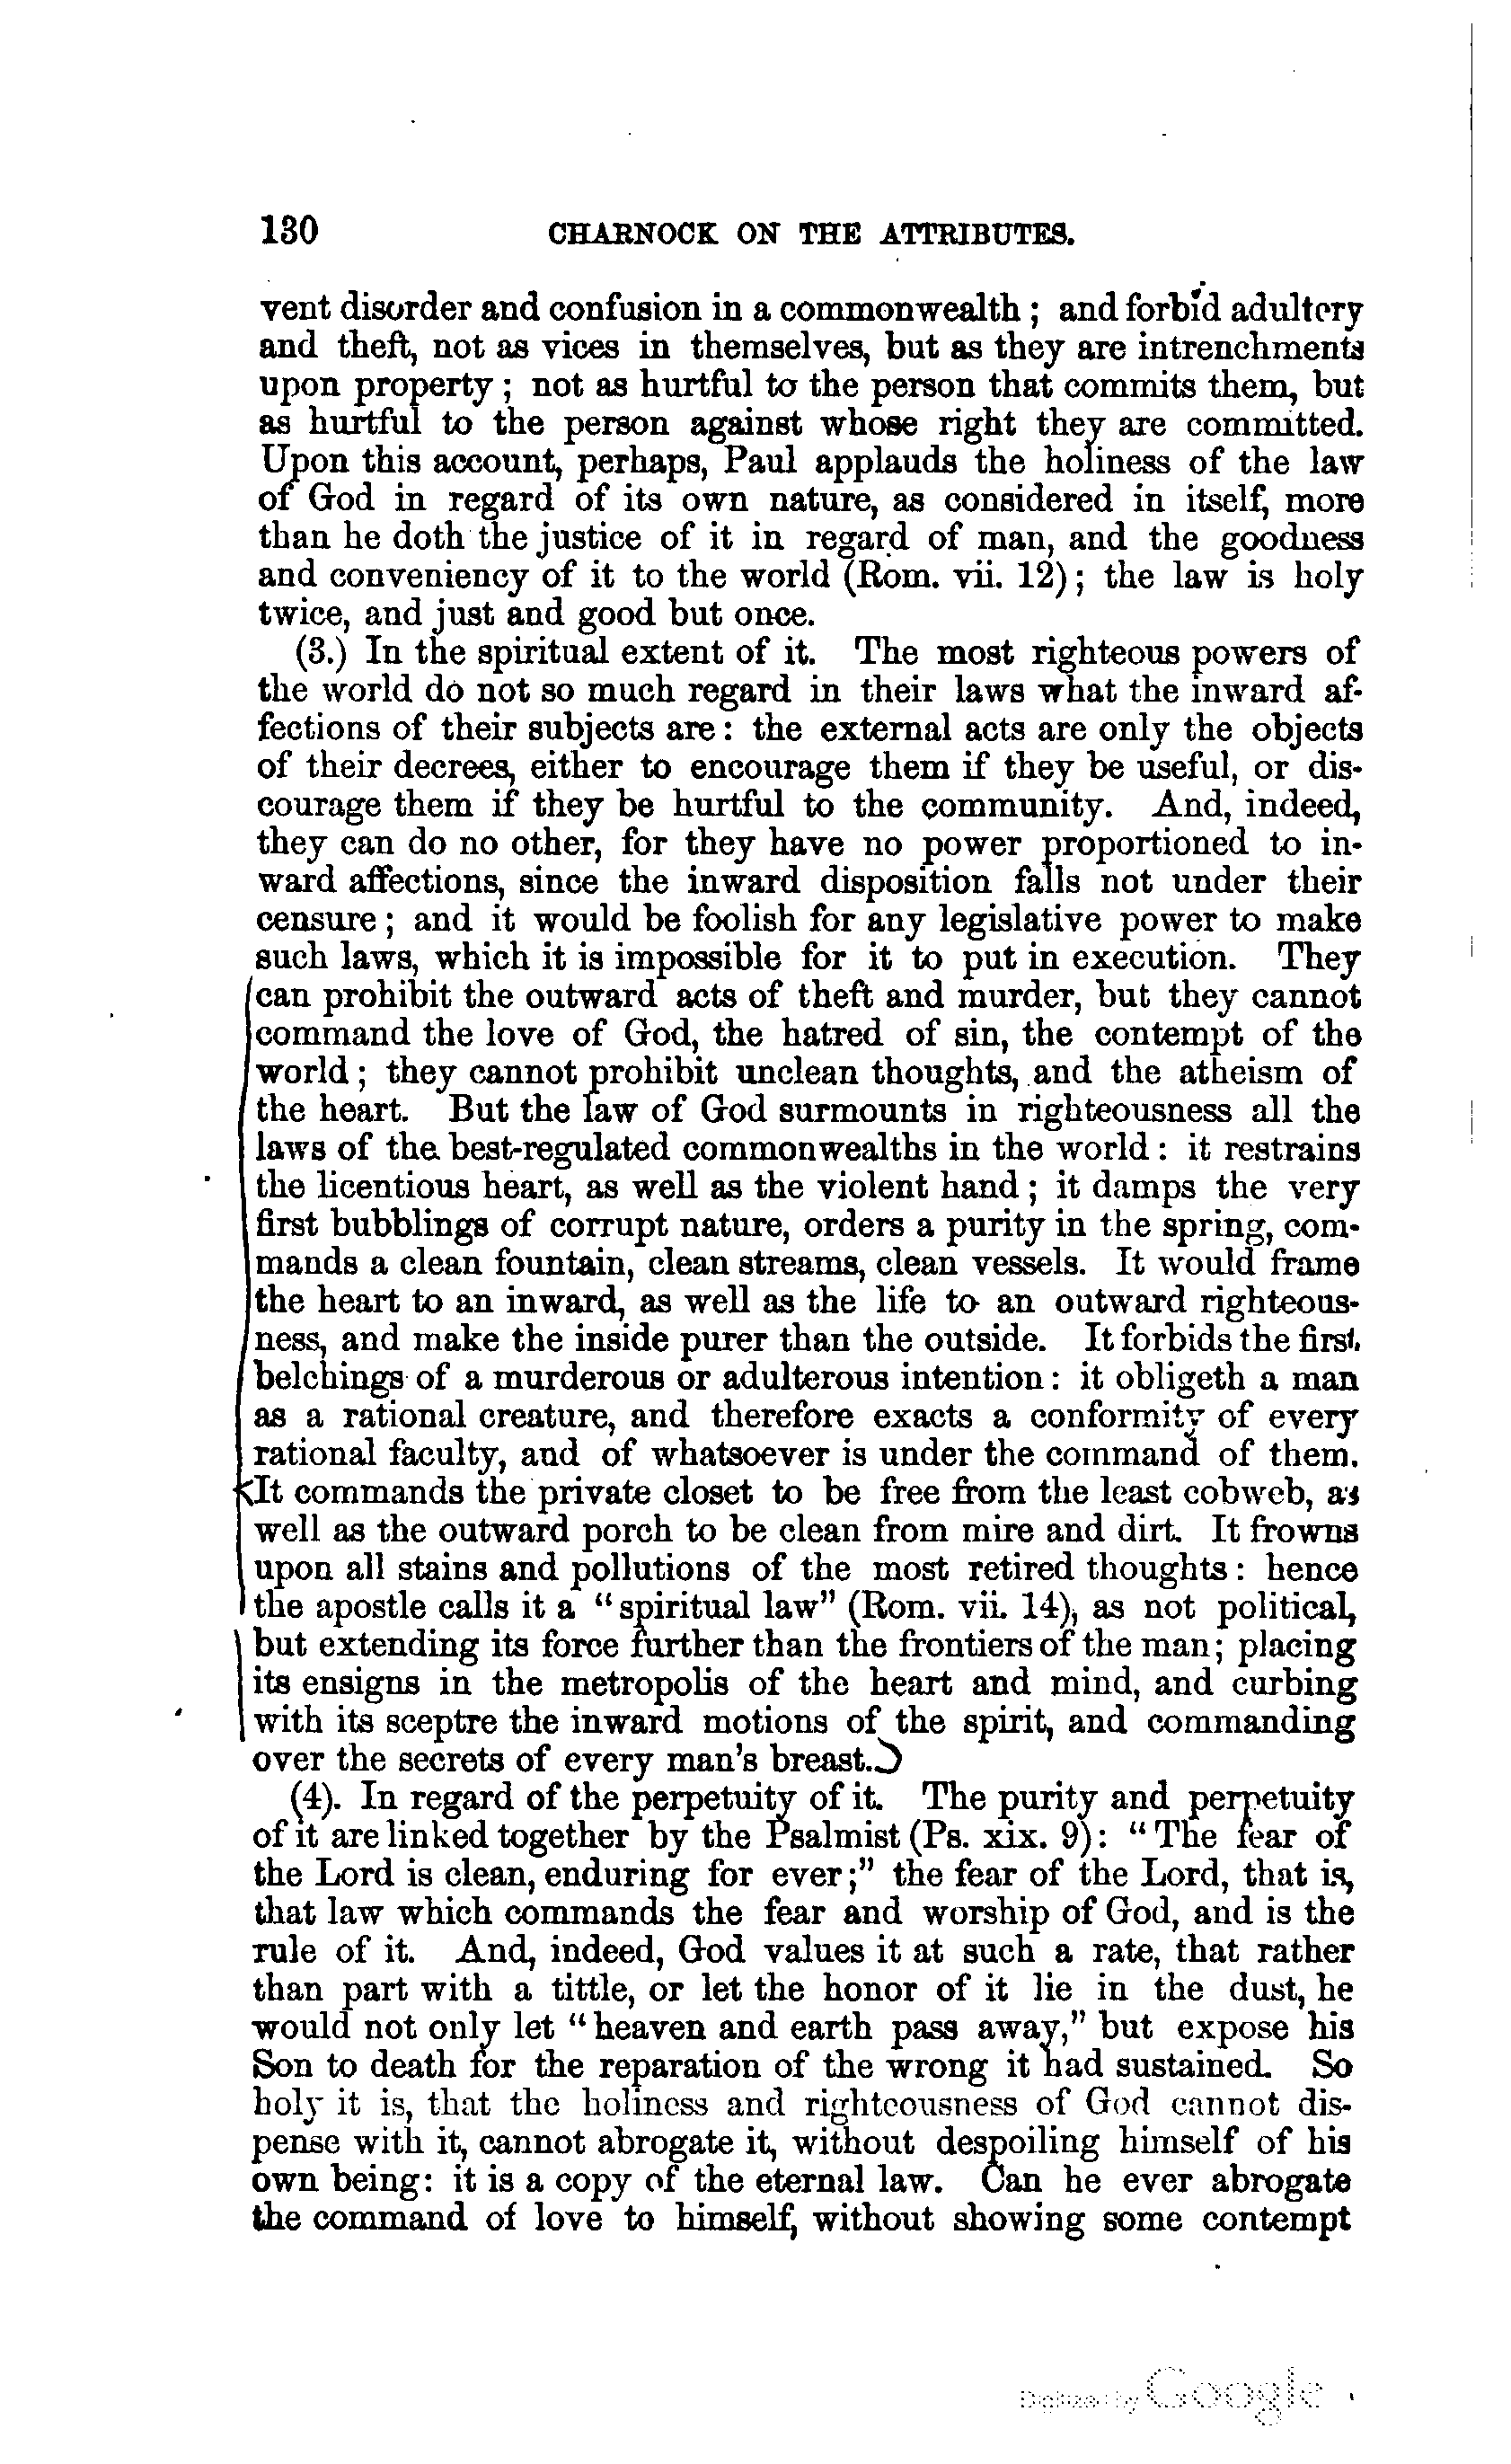 130 CHARNOCK ON THE ATTRIBUTES.
vent disorder and confusion in a commonwealth ; and forbid adultery
and theft, not as vices in themselves, but as they are intrenchments
upon property ; not as hurtful to the person that commits them, but
as hurtful to the person against whose right they are committed.
Upon this account, perhaps, Paul applauds the holiness of the law
of God in regard of its own nature, as considered in itself, more
than he doth the justice of it in regard of man, and the goodness
and conveniency of it to the world (Rom. vii. 12) ; the law is holy
twice, and just and good but once.
(3.) In the spiritual extent of it. The most righteous powers of
the world do not so much regard in their laws what the inward af-
fections of their subjects are : the external acts are only the objects
of their decrees, either to encourage them if they be useful, or dis-
courage them if they be hurtful to the community. And, indeed,
they can do no other, for they have no power proportioned to in-
ward affections, since the inward disposition falls not under their
censure ; and it would be foolish for any legislative power to make
such laws, which it is impossible for it to put in execution. They
can prohibit the outward acts of theft and murder, but they cannot
command the love of God, the hatred of sin, the contempt of the
world ; they cannot prohibit unclean thoughts, and the atheism of
the heart. But the law of God surmounts in righteousness all the
laws of the best-regulated commonwealths in the world : it restrains
the licentious heart, as well as the violent hand ; it damps the very
first bubblings of corrupt nature, orders a purity in the spring, com-
mands a clean fountain, clean streams, clean vessels. It would frame
the heart to an inward, as well as the life to an outward righteous-
ness, and make the inside purer than the outside. It forbids the first
belchings of a murderous or adulterous intention : it obligeth a man
as a rational creature, and therefore exacts a conformity of every
rational faculty, and of whatsoever is under the command of them.
It commands the private closet to be free from the least cobweb, as
well as the outward porch to be clean from mire and dirt. It frowns
upon all stains and pollutions of the most retired thoughts : hence
the apostle calls it a "spiritual law" (Rom. vii. 14), as not political,
but extending its force further than the frontiers of the man ; placing
its ensigns in the metropolis of the heart and mind, and curbing
with its sceptre the inward motions of the spirit, and commanding
over the secrets of every man's breast.
(4). In regard of the perpetuity of it. The purity and perpetuity
of it are linked together by the Psalmist (Ps. xix. 9) : "The fear of
the Lord is clean, enduring for ever ;" the fear of the Lord, that is,
that law which commands the fear and worship of God, and is the
rule of it. And, indeed, God values it at such a rate, that rather
than part with a tittle, or let the honor of it lie in the dust, he
would not only let "heaven and earth pass away," but expose his
Son to death for the reparation of the wrong it had sustained. So
holy it is, that the holiness and righteousness of God cannot dis-
pense with it, cannot abrogate it, without despoiling himself of his
own being : it is a copy of the eternal law. Can he ever abrogate
the command of love to himself, without showing some contempt
Digitized by Google